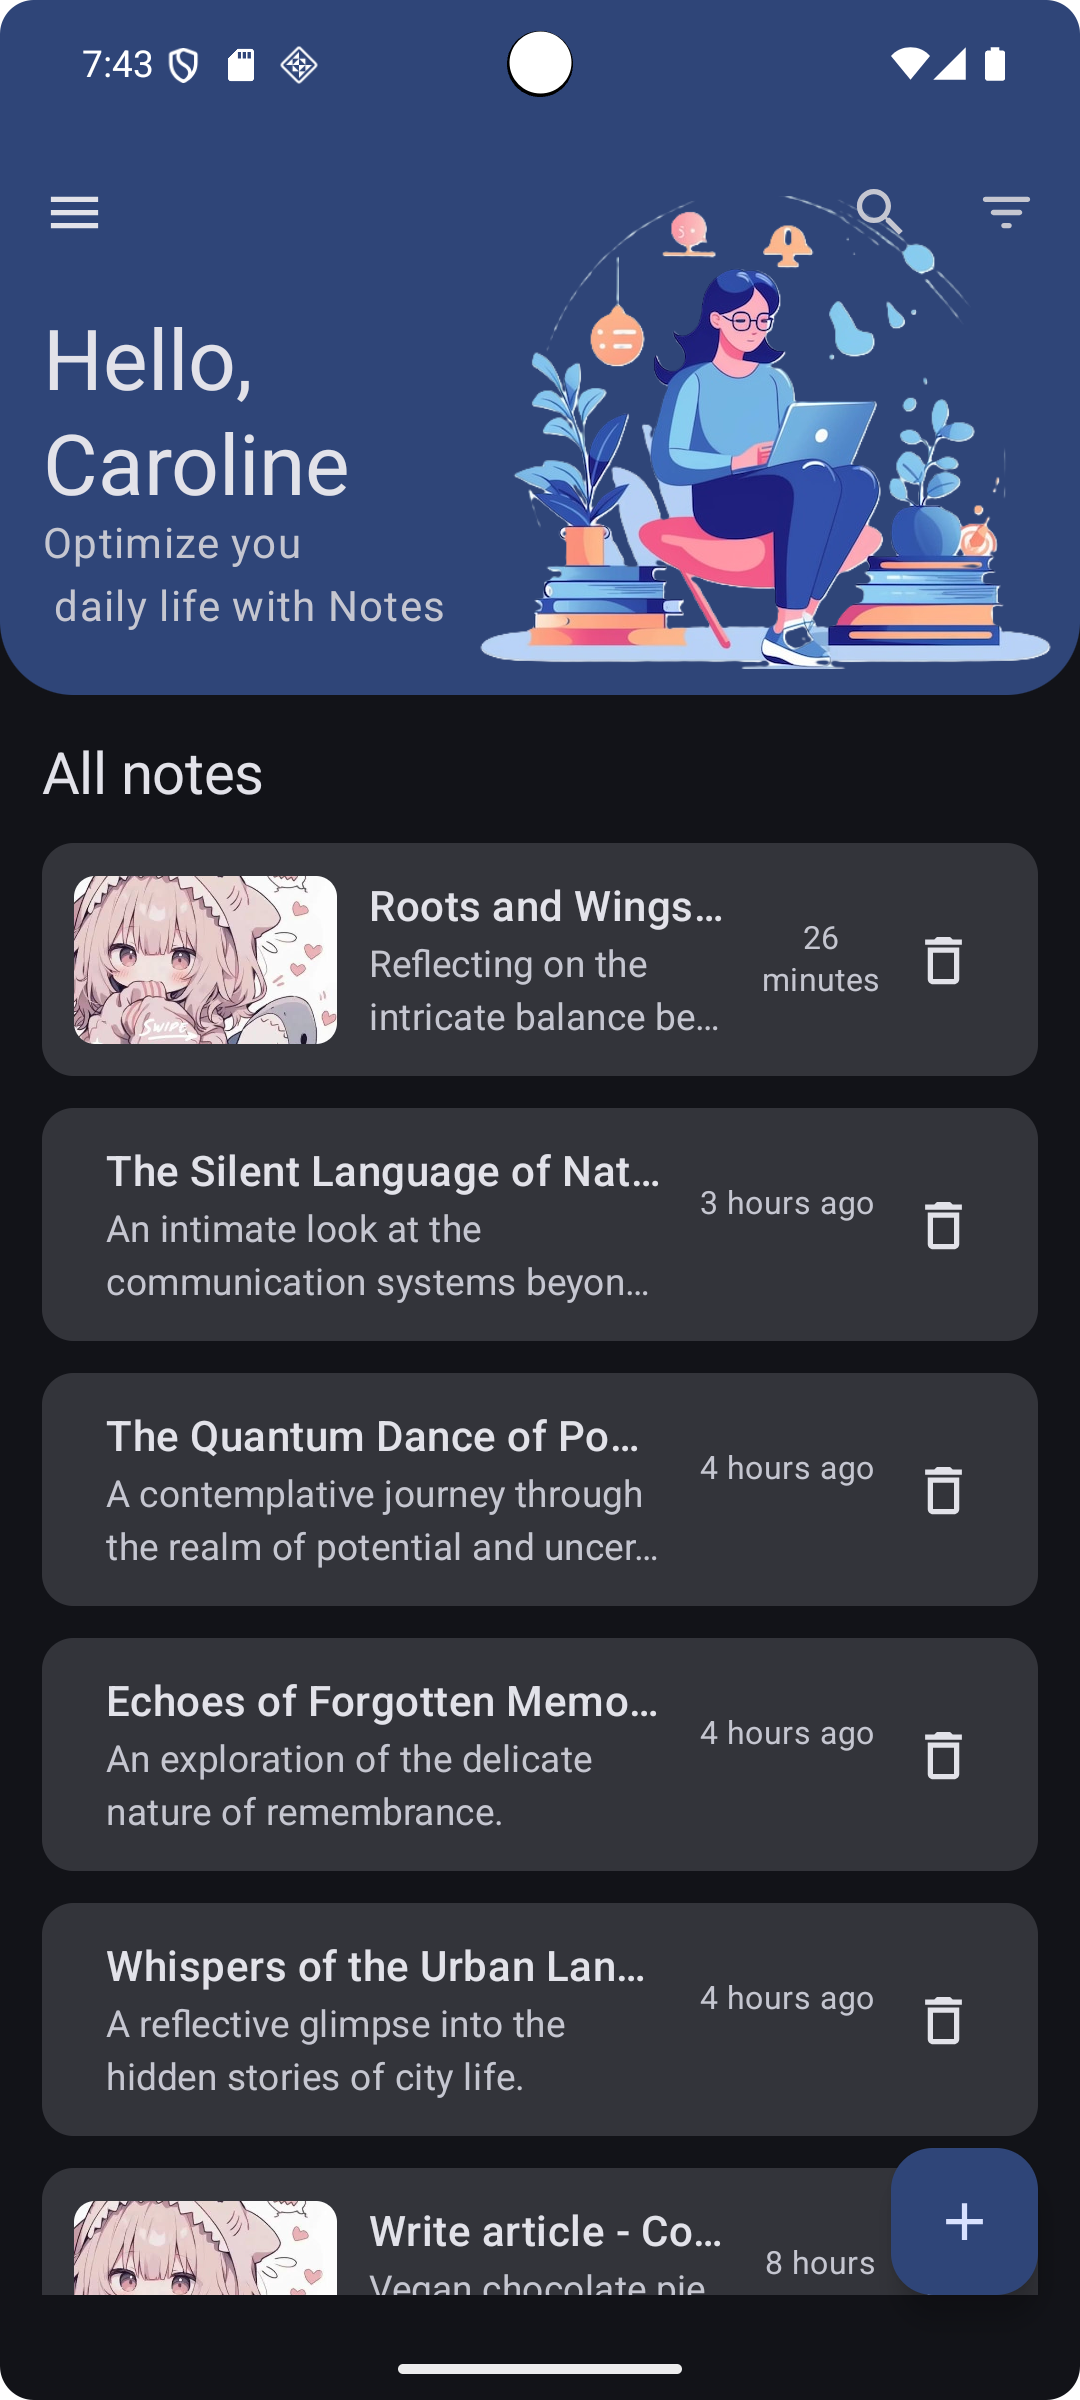 7:43
Hello,
Caroline
Optimize you
daily life with Notes
All notes
Roots and Wings...
Reflecting on the
intricate balance be...
26
minutes
SWIPE
The Silent Language of Nat...
An intimate look at the
communication systems beyon...
3 hours ago
The Quantum Dance of Po...
A contemplative journey through
the realm of potential and uncer...
4 hours ago
Echoes of Forgotten Memo...
An exploration of the delicate
nature of remembrance.
4 hours ago
Whispers of the Urban Lan...
A reflective glimpse into the
hidden stories of city life.
4 hours ago
Write article - Co...
Vegan chocolate pie
8 hours